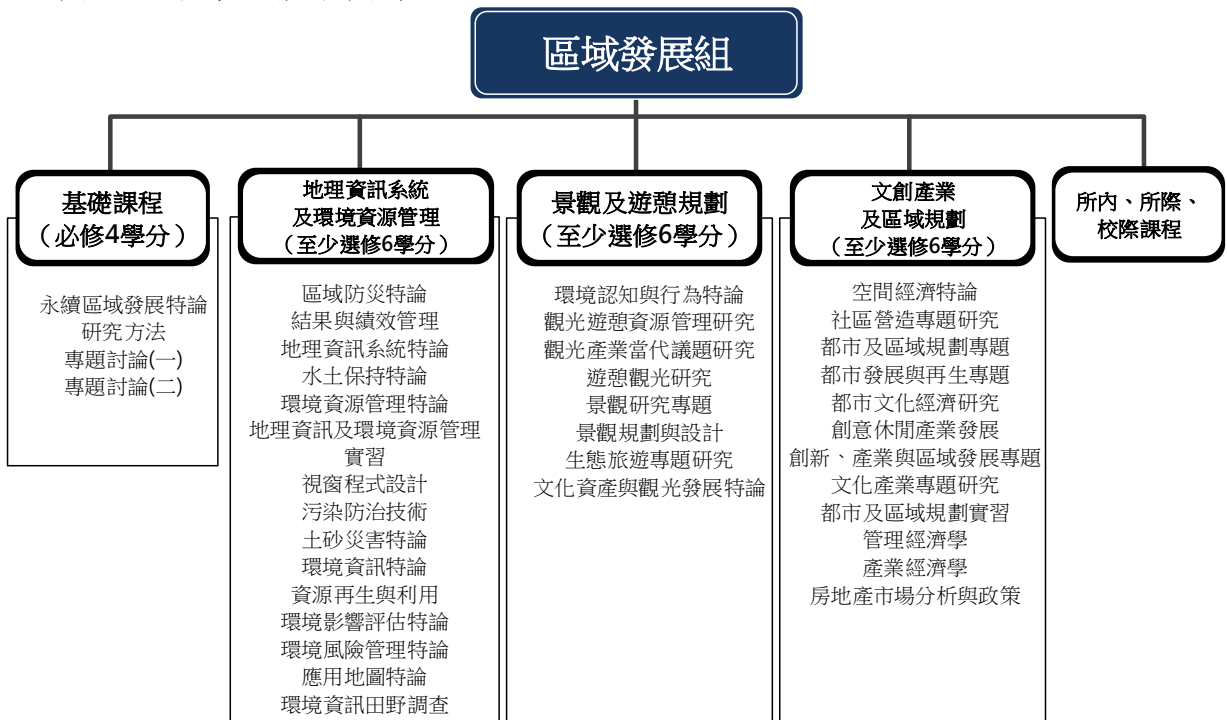 區域發展組
基礎課程
（必修4學分）
永續區域發展特論
研究方法
專題討論(一)
專題討論(二)
地理資訊系統
及環境資源管理
（至少選修6學分）
區域防災特論
結果與績效管理
地理資訊系統特論
水土保持特論
環境資源管理特論
地理資訊及環境資源管理
實習
視窗程式設計
污染防治技術
土砂災害特論
環境資訊特論
資源再生與利用
環境影響評估特論
環境風險管理特論
應用地圖特論
環境資訊田野調查
景觀及遊憩規劃
（至少選修6學分）
環境認知與行為特論
觀光遊憩資源管理研究
觀光產業當代議題研究
遊憩觀光研究
景觀研究專題
景觀規劃與設計
生態旅遊專題研究
文化資產與觀光發展特論
文創產業
及區域規劃
（至少選修6學分）
空間經濟特論
社區營造專題研究
都市及區域規劃專題
都市發展與再生專題
都市文化經濟研究
創意休閒產業發展
創新、產業與區域發展專題
文化產業專題研究
都市及區域規劃實習
管理經濟學
產業經濟學
房地產市場分析與政策
所內、所際、
校際課程